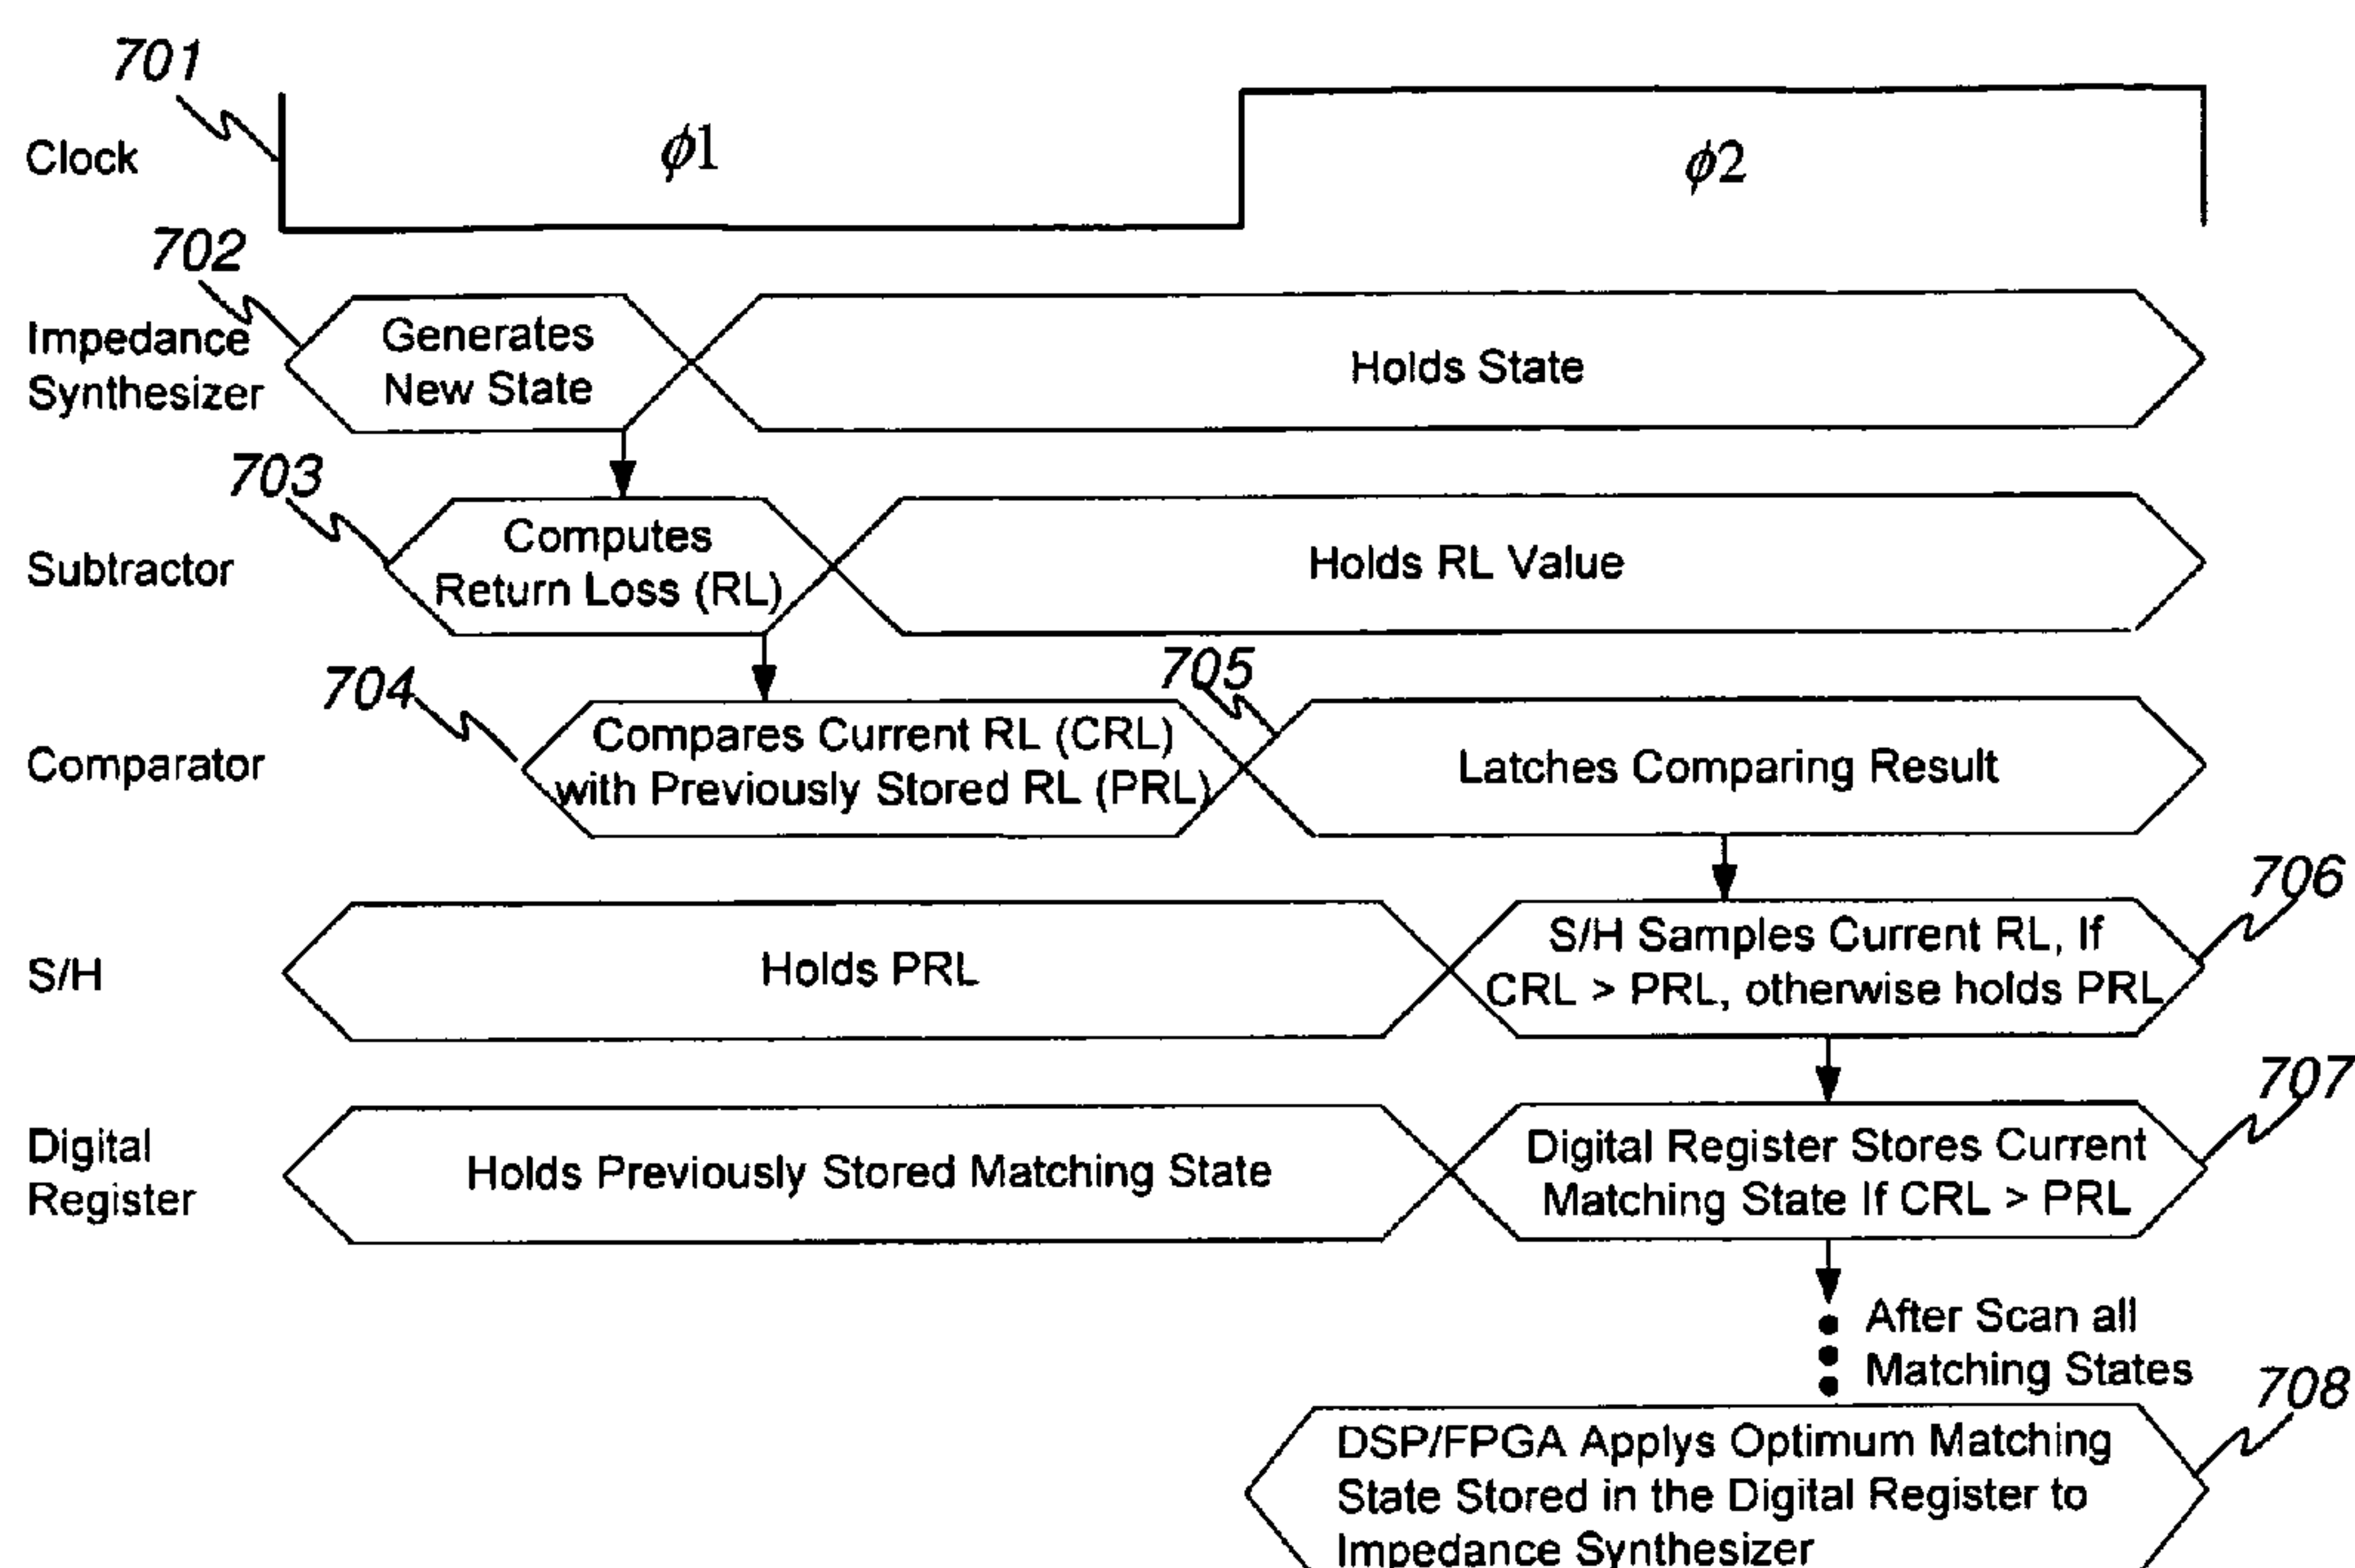 701
Clock
ϕ1
ϕ2
702
Impedance
Synthesizer
Generates
New State
Holds State
703
Subtractor
Computes
Return Loss (RL)
Holds RL Value
704
705
Comparator
Compares Current RL (CRL)
with Previously Stored RL (PRL)
Latches Comparing Result
706
S/H
Holds PRL
S/H Samples Current RL, If
CRL > PRL, otherwise holds PRL
707
Digital
Register
Holds Previously Stored Matching State
Digital Register Stores Current
Matching State If CRL > PRL
After Scan all
Matching States
708
DSP/FPGA Applys Optimum Matching
State Stored in the Digital Register to
Impedance Synthesizer